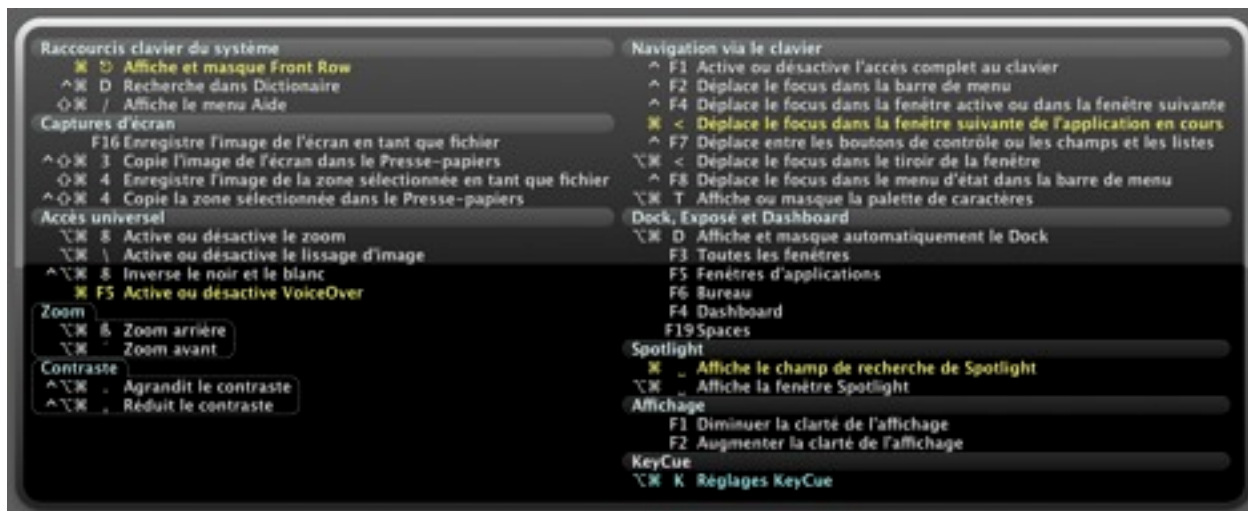 Raccourcis clavier du système
⌘ ⎋ Affiche et masque Front Row
^⌘ D Recherche dans Dictionaire
⇧⌘ / Affiche le menu Aide
Captures d'écran
F16 Enregistre l'image de l'écran en tant que fichier
^⇧⌘ 3 Copie l'image de l'écran dans le Presse-papiers
⇧⌘ 4 Enregistre l'image de la zone sélectionnée en tant que fichier
^⇧⌘ 4 Copie la zone sélectionnée dans le Presse-papiers
Accès universel
⌥⌘ 8 Active ou désactive le zoom
⌥⌘ \ Active ou désactive le lissage d'image
^⌥⌘ 8 Inverse le noir et le blanc
⌘ F5 Active ou désactive VoiceOver
Zoom
⌥⌘ ß Zoom arrière
⌥⌘ ´ Zoom avant
Contraste
^⌥⌘ . Agrandit le contraste
^⌥⌘ , Réduit le contraste
Navigation via le clavier
^ F1 Active ou désactive l'accès complet au clavier
^ F2 Déplace le focus dans la barre de menu
^ F4 Déplace le focus dans la fenêtre active ou dans la fenêtre suivante
⌘ < Déplace le focus dans la fenêtre suivante de l'application en cours
^ F7 Déplace entre les boutons de contrôle ou les champs et les listes
⌥⌘ < Déplace le focus dans le tiroir de la fenêtre
^ F8 Déplace le focus dans le menu d'état dans la barre de menu
⌥⌘ T Affiche ou masque la palette de caractères
Dock, Exposé et Dashboard
⌥⌘ D Affiche et masque automatiquement le Dock
F3 Toutes les fenêtres
F5 Fenêtres d'applications
F6 Bureau
F4 Dashboard
F19 Spaces
Spotlight
⌘ ␣ Affiche le champ de recherche de Spotlight
⌥⌘ ␣ Affiche la fenêtre Spotlight
Affichage
F1 Diminuer la clarté de l'affichage
F2 Augmenter la clarté de l'affichage
KeyCue
⌥⌘ K Réglages KeyCue